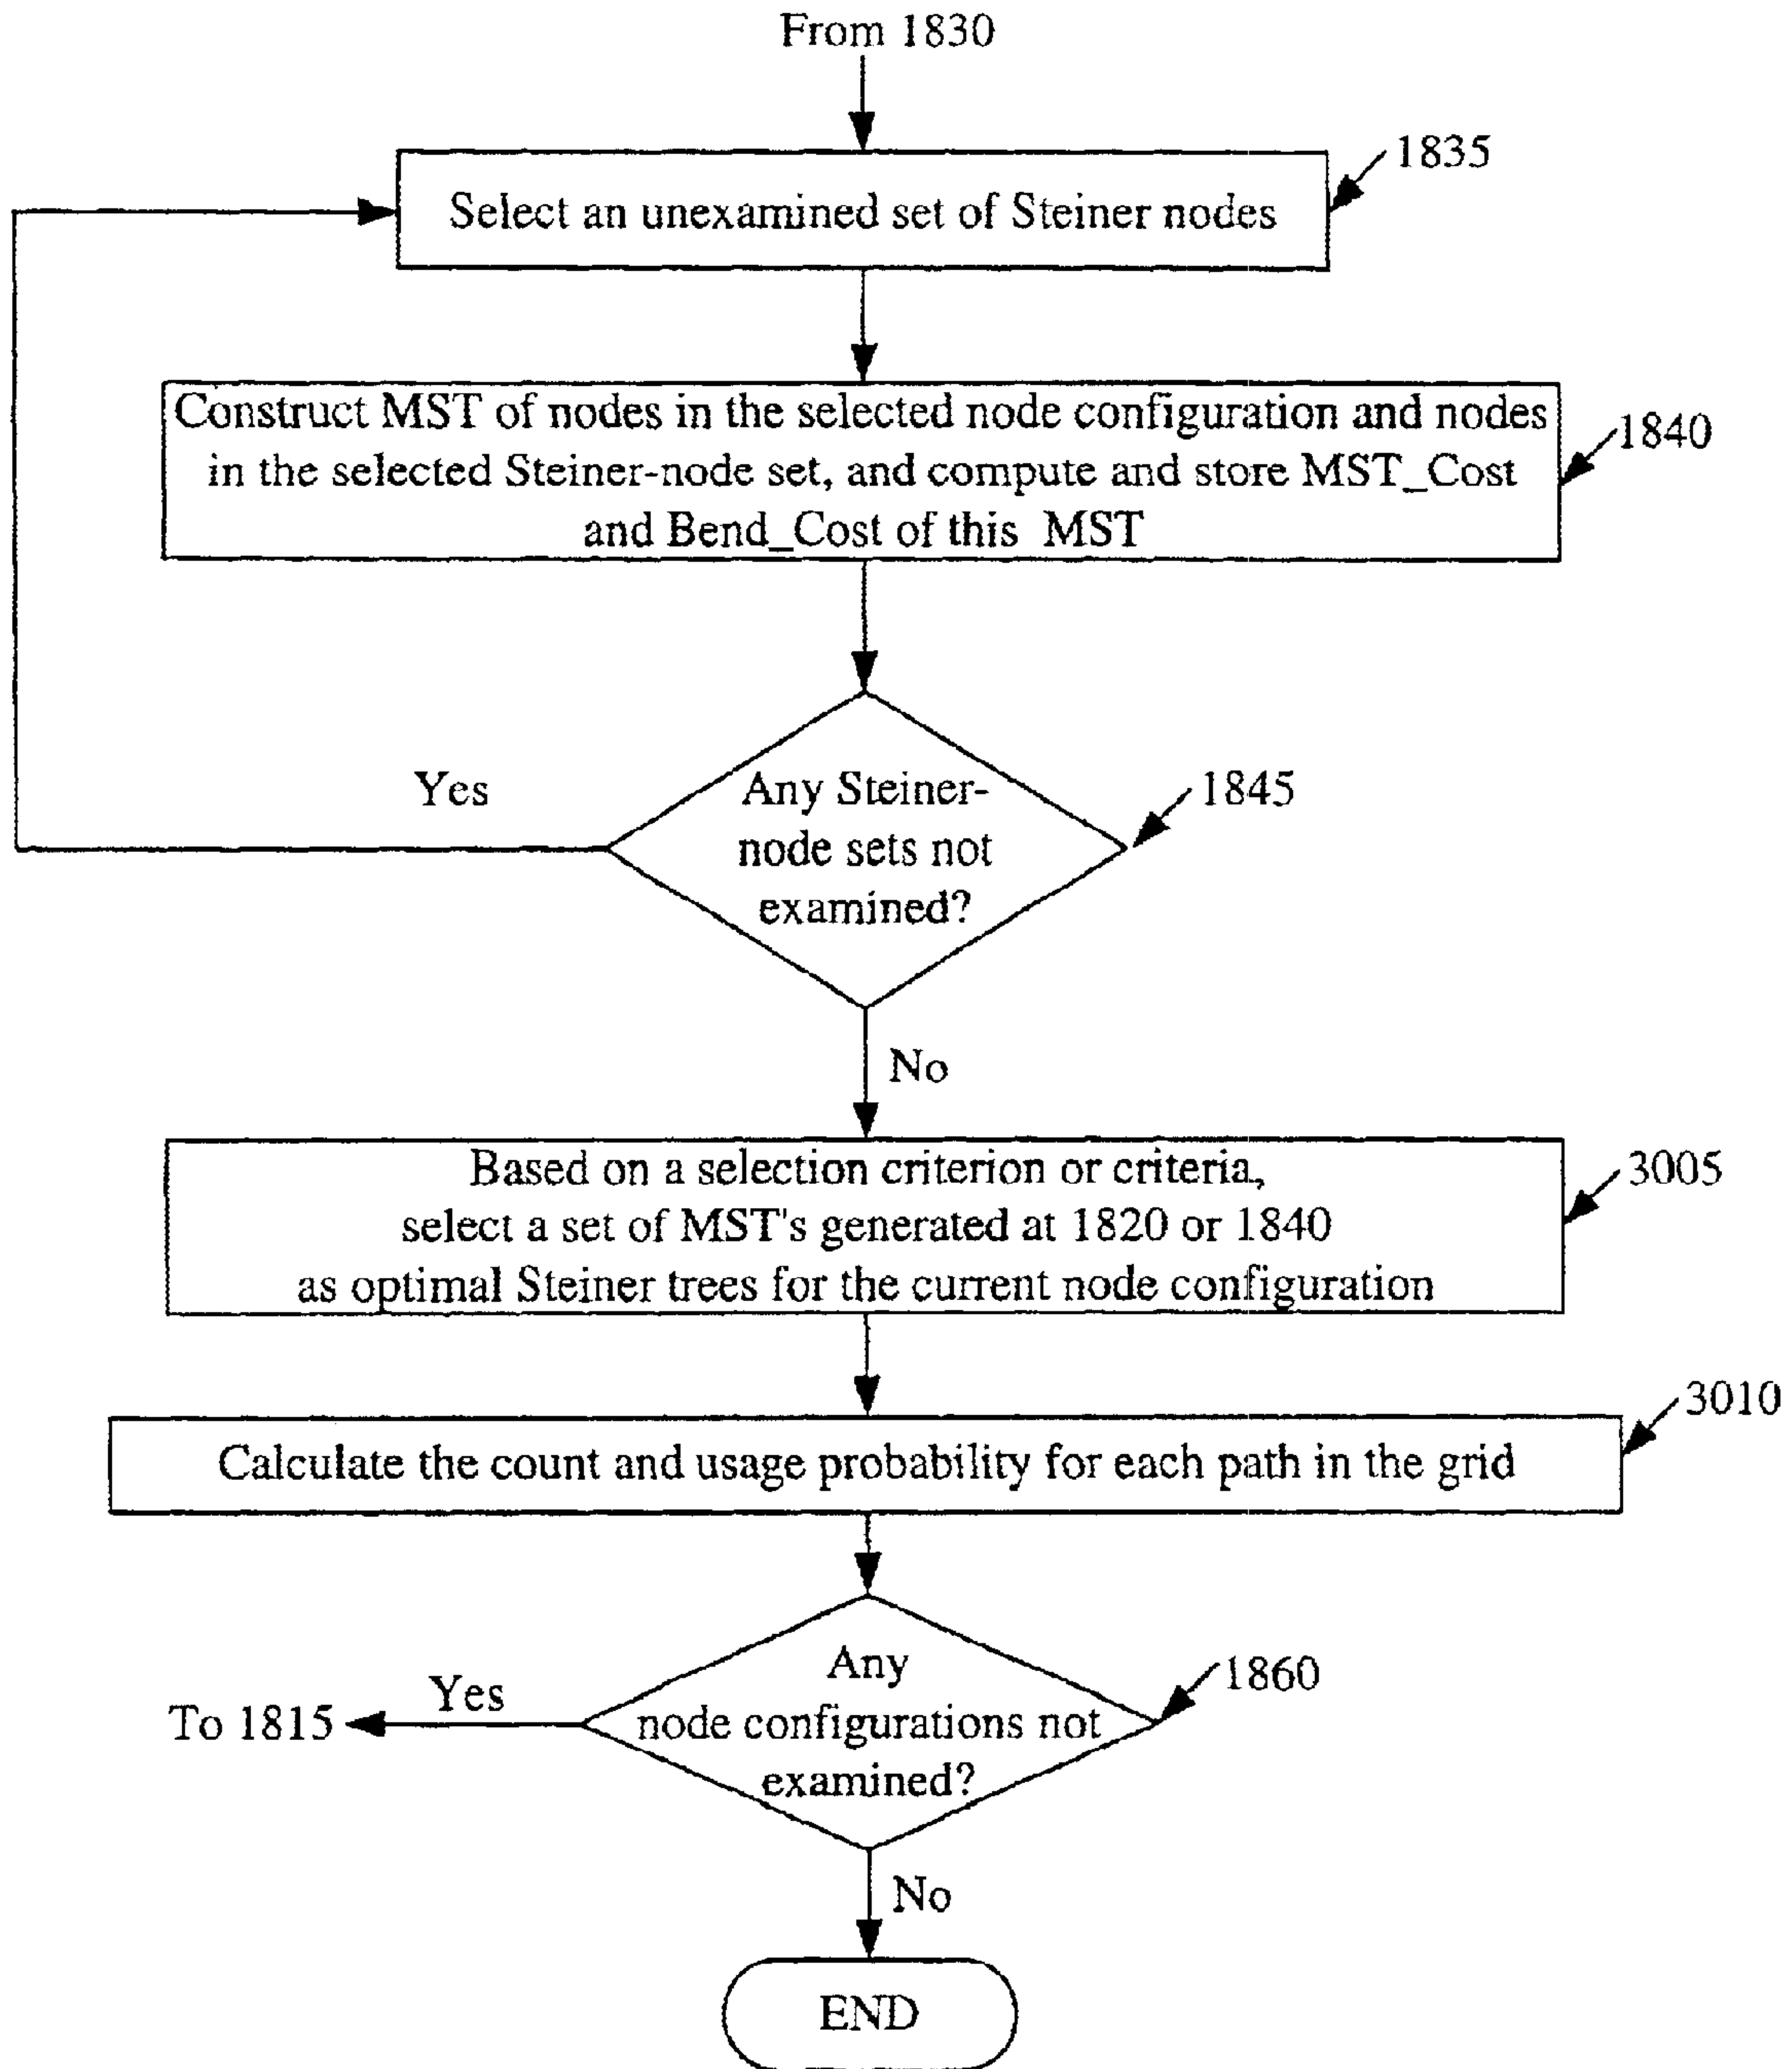 From 1830
1835
Select an unexamined set of Steiner nodes
Construct MST of nodes in the selected node configuration and nodes
in the selected Steiner-node set, and compute and store MST_Cost
and Bend_Cost of this MST
1840
Yes
Any Steiner-
node sets not
examined?
1845
No
Based on a selection criterion or criteria,
select a set of MST's generated at 1820 or 1840
as optimal Steiner trees for the current node configuration
3005
3010
Calculate the count and usage probability for each path in the grid
Any
node configurations not
examined?
1860
Yes
To 1815
No
END